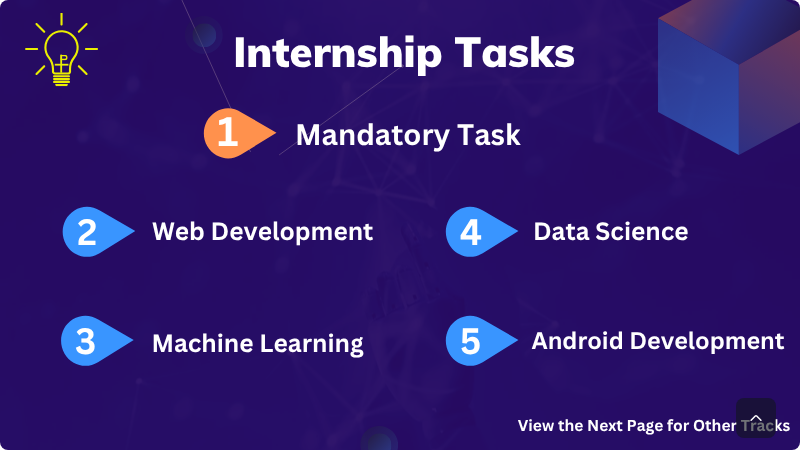 Internship Tasks
1 Mandatory Task
2 Web Development
4 Data Science
3 Machine Learning
5 Android Development
View the Next Page for Other Tracks